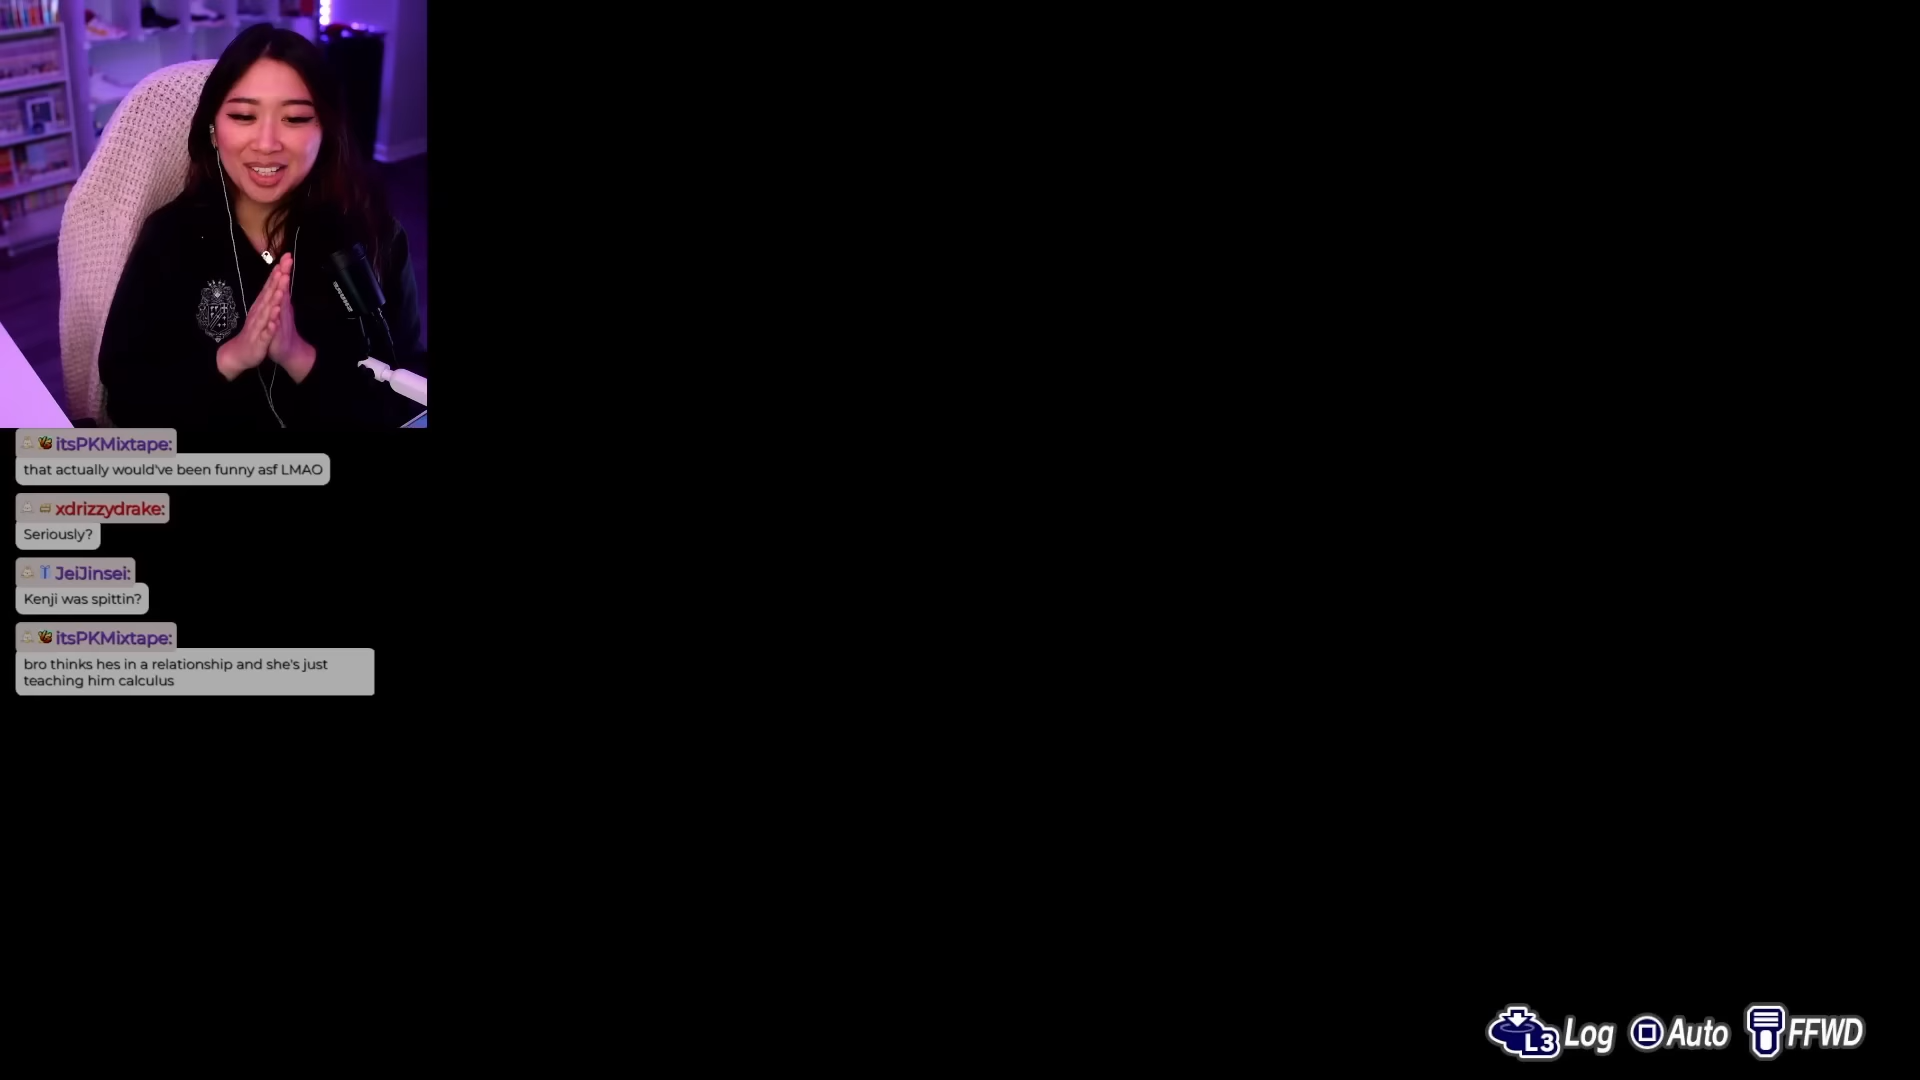 itsPKMixtape:
that actually would've been funny asf LMAO
xdrizzydrake:
Seriously?
JeiJinsei:
Kenji was spittin?
itsPKMixtape:
bro thinks hes in a relationship and she's just
teaching him calculus
L3 Log Auto FFWD